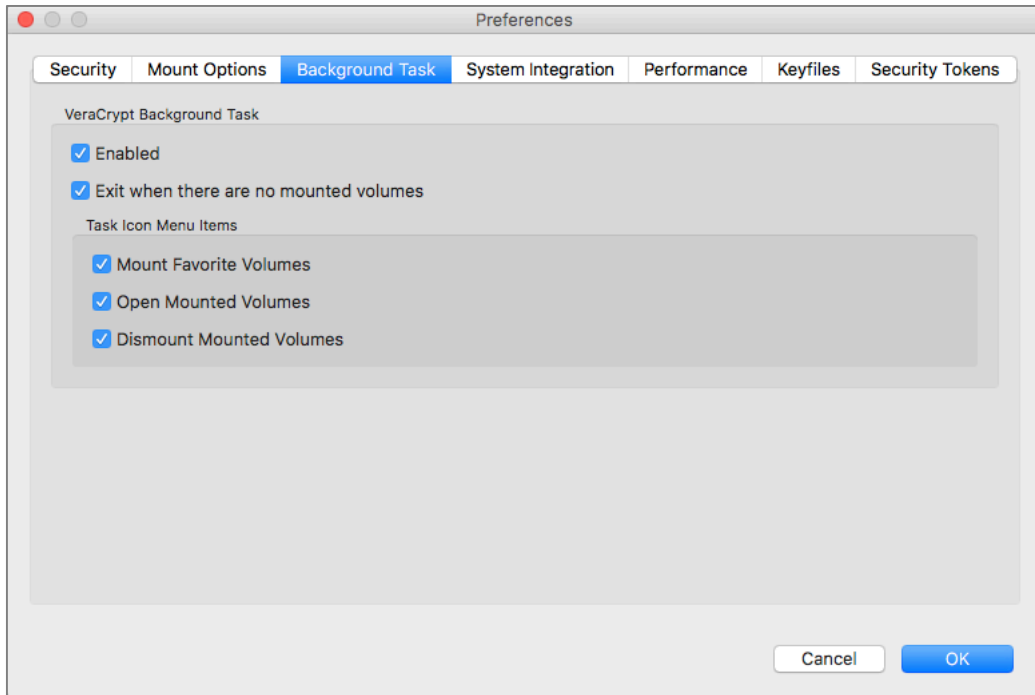 Preferences
Security Mount Options Background Task System Integration Performance Keyfiles Security Tokens
VeraCrypt Background Task
Enabled
Exit when there are no mounted volumes
Task Icon Menu Items
Mount Favorite Volumes
Open Mounted Volumes
Dismount Mounted Volumes
Cancel OK